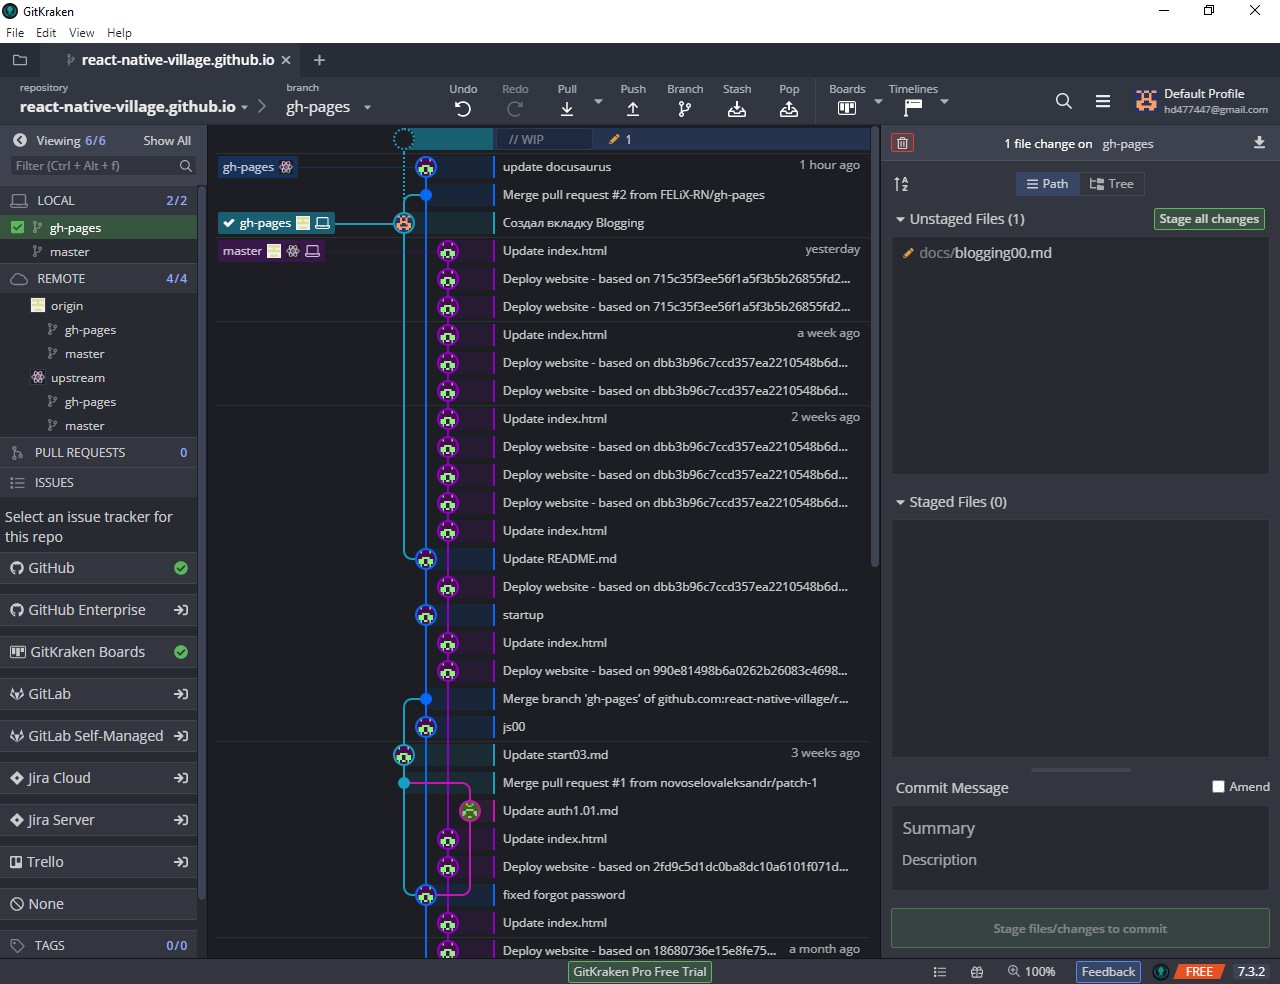 GitKraken
File Edit View Help
react-native-village.github.io
repository
react-native-village.github.io
branch
gh-pages
Undo
Redo
Pull
Push
Branch
Stash
Pop
Boards
Timelines
Default Profile
hd477447@gmail.com
Viewing 6/6 Show All
Filter (Ctrl + Alt + f)
LOCAL 2/2
gh-pages
master
REMOTE 4/4
origin
gh-pages
master
upstream
gh-pages
master
PULL REQUESTS 0
ISSUES
Select an issue tracker for
this repo
GitHub
GitHub Enterprise
GitKraken Boards
GitLab
GitLab Self-Managed
Jira Cloud
Jira Server
Trello
None
TAGS 0/0
// WIP 1
gh-pages update docusaurus 1 hour ago
Merge pull request #2 from FELiX-RN/gh-pages
gh-pages Создал вкладку Blogging
master Update index.html yesterday
Deploy website - based on 715c35f3ee56f1a5f3b5b26855fd2...
Deploy website - based on 715c35f3ee56f1a5f3b5b26855fd2...
Update index.html a week ago
Deploy website - based on dbb3b96c7ccd357ea2210548b6d...
Deploy website - based on dbb3b96c7ccd357ea2210548b6d...
Update index.html 2 weeks ago
Deploy website - based on dbb3b96c7ccd357ea2210548b6d...
Deploy website - based on dbb3b96c7ccd357ea2210548b6d...
Deploy website - based on dbb3b96c7ccd357ea2210548b6d...
Update index.html
Update README.md
Deploy website - based on dbb3b96c7ccd357ea2210548b6d...
startup
Update index.html
Deploy website - based on 990e81498b6a0262b26083c4698...
Merge branch 'gh-pages' of github.com:react-native-village/r...
js00
Update start03.md 3 weeks ago
Merge pull request #1 from novoselovaleksandr/patch-1
Update auth1.01.md
Update index.html
Deploy website - based on 2fd9c5d1dc0ba8dc10a6101f071d...
fixed forgot password
Update index.html
Deploy website - based on 18680736e15e8fe75... a month ago
1 file change on gh-pages
Path Tree
Unstaged Files (1) Stage all changes
docs/blogging00.md
Staged Files (0)
Commit Message Amend
Summary
Description
Stage files/changes to commit
GitKraken Pro Free Trial
100% Feedback FREE 7.3.2